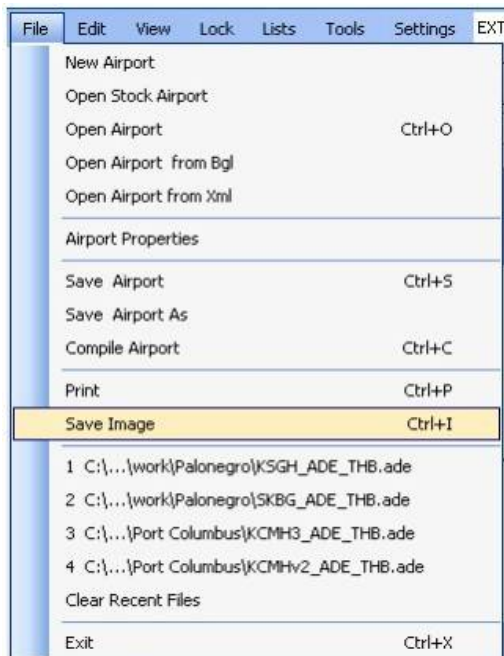 File Edit View Lock Lists Tools Settings EXT
New Airport
Open Stock Airport
Open Airport Ctrl+O
Open Airport from Bgl
Open Airport from Xml
Airport Properties
Save Airport Ctrl+S
Save Airport As
Compile Airport Ctrl+C
Print Ctrl+P
Save Image Ctrl+I
1 C:\...\work\Palonegro\KSGH_ADE_THB.ade
2 C:\...\work\Palonegro\SKBG_ADE_THB.ade
3 C:\...\Port Columbus\KCMH3_ADE_THB.ade
4 C:\...\Port Columbus\KCMHv2_ADE_THB.ade
Clear Recent Files
Exit Ctrl+X